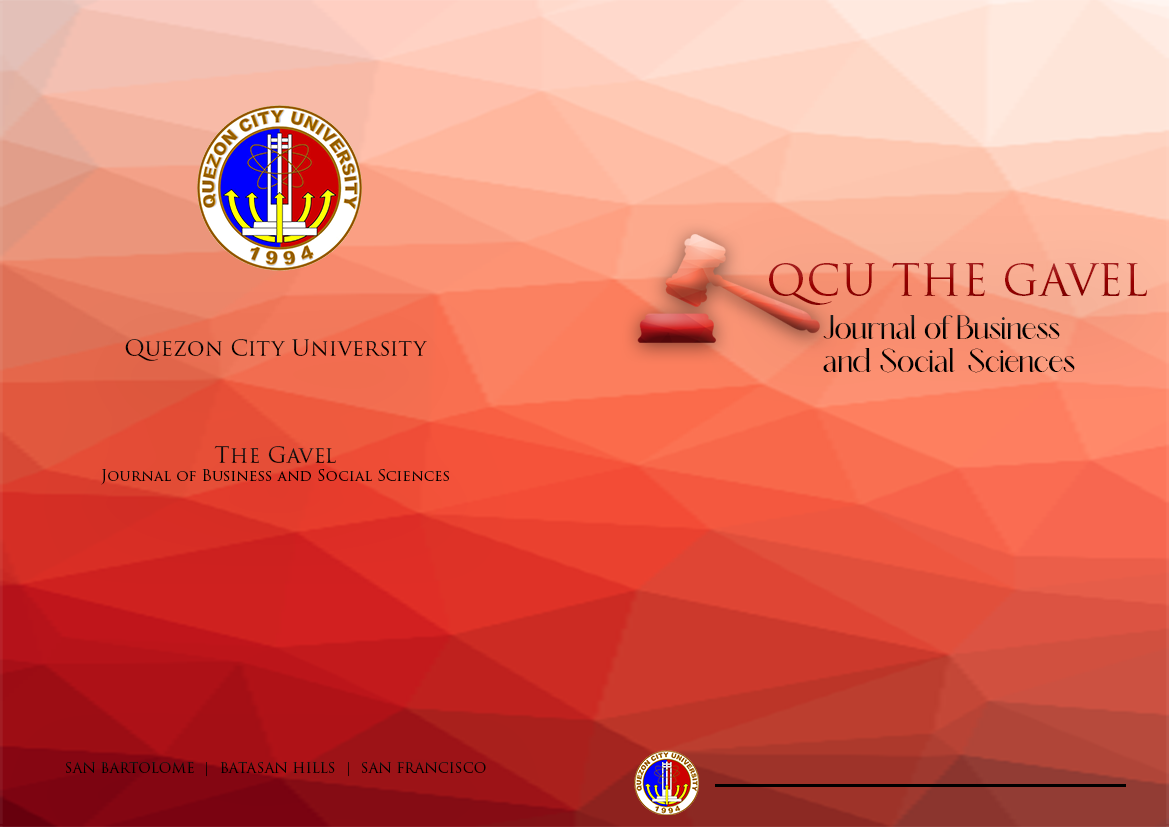 QUEZON CITY UNIVERSITY
1994
QUEZON CITY UNIVERSITY
THE GAVEL
JOURNAL OF BUSINESS AND SOCIAL SCIENCES
SAN BARTOLOME | BATASAN HILLS | SAN FRANCISCO
QCU THE GAVEL
Journal of Business
and Social Sciences
QUEZON CITY UNIVERSITY
1994